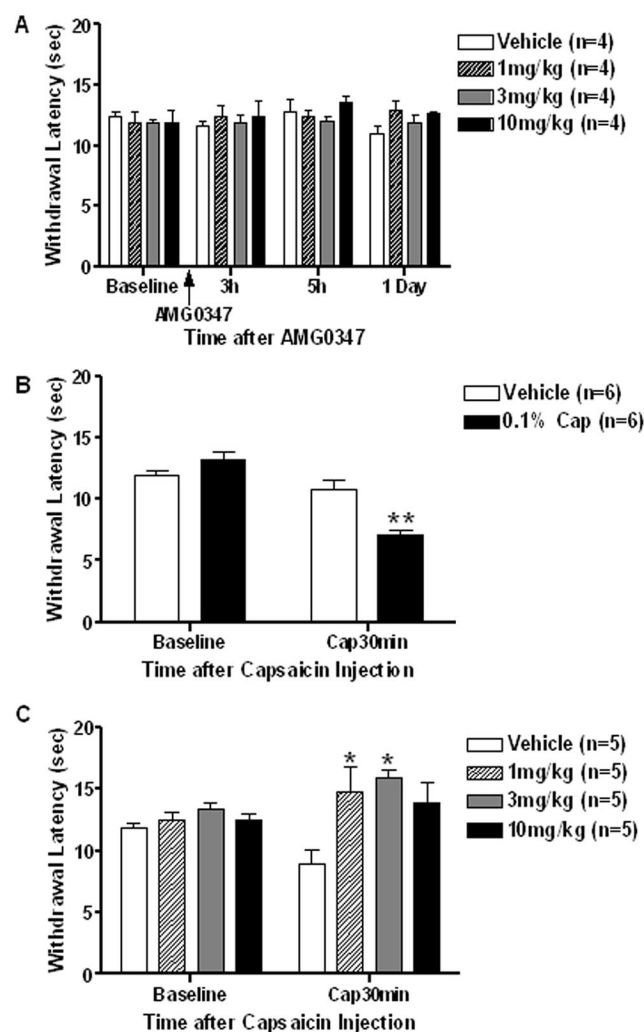 A
Withdrawal Latency (sec)
20
15
10
5
0
Vehicle (n=4)
1mg/kg (n=4)
3mg/kg (n=4)
10mg/kg (n=4)
Baseline
3h
5h
1 Day
AMG0347
Time after AMG0347
B
Withdrawal Latency (sec)
20
15
10
5
0
Vehicle (n=6)
0.1% Cap (n=6)
**
Baseline
Cap30min
Time after Capsaicin Injection
C
Withdrawal Latency (sec)
20
15
10
5
0
Vehicle (n=5)
1mg/kg (n=5)
3mg/kg (n=5)
10mg/kg (n=5)
* *
Baseline
Cap30min
Time after Capsaicin Injection